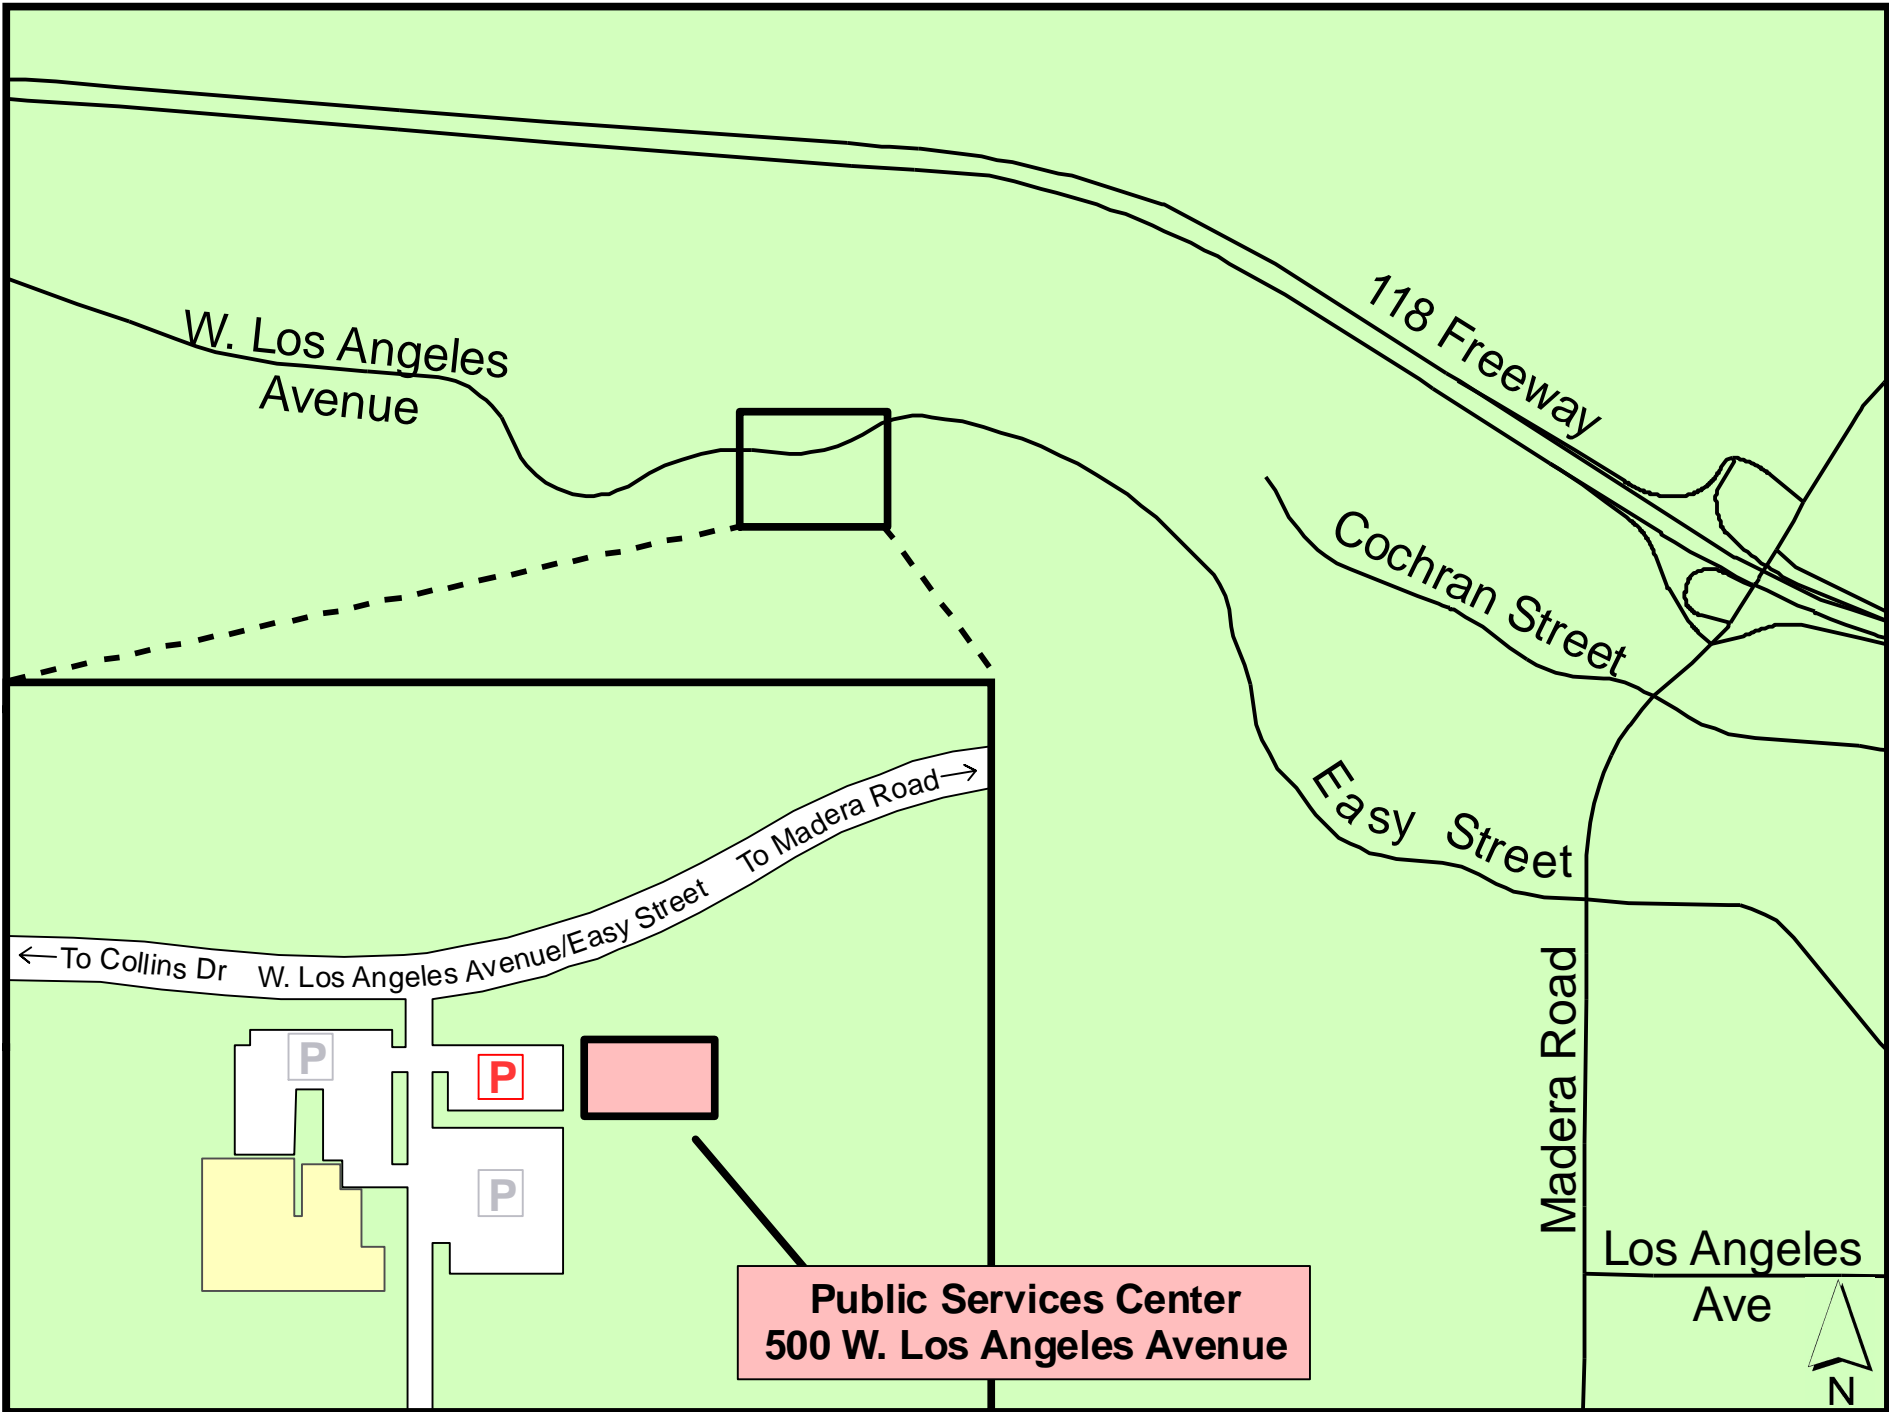 118 Freeway
W. Los Angeles
Avenue
Cochran Street
Easy Street
To Madera Road
W. Los Angeles Avenue/Easy Street
To Collins Dr
P
P
P
Madera Road
Los Angeles
Ave
Public Services Center
500 W. Los Angeles Avenue
N